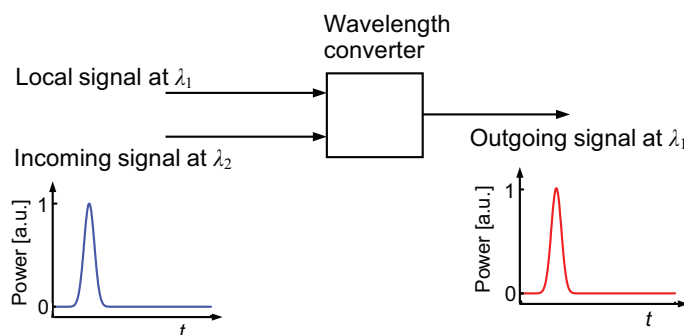 Wavelength
converter
Local signal at λ1
Incoming signal at λ2
Outgoing signal at λ1
Power [a.u.]
1
0
t
Power [a.u.]
1
0
t